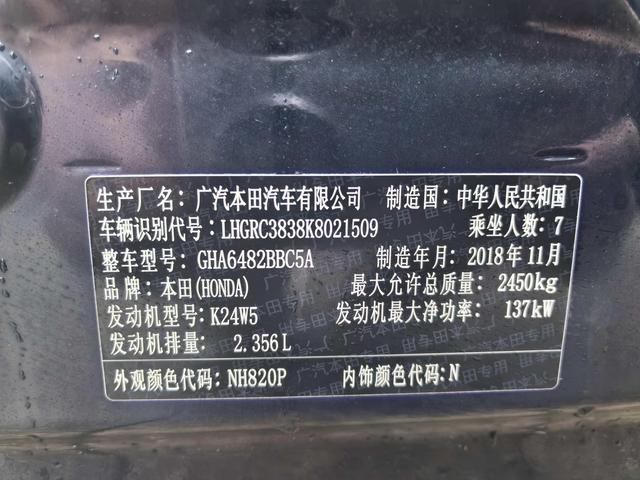 生产厂名：广汽本田汽车有限公司 制造国：中华人民共和国
车辆识别代号：LHGRC3838K8021509 乘坐人数：7
整车型号：GHA6482BBC5A 制造年月：2018年11月
品牌：本田(HONDA) 最大允许总质量：2450kg
发动机型号：K24W5 发动机最大净功率：137kW
发动机排量：2.356L
外观颜色代码：NH820P 内饰颜色代码：N